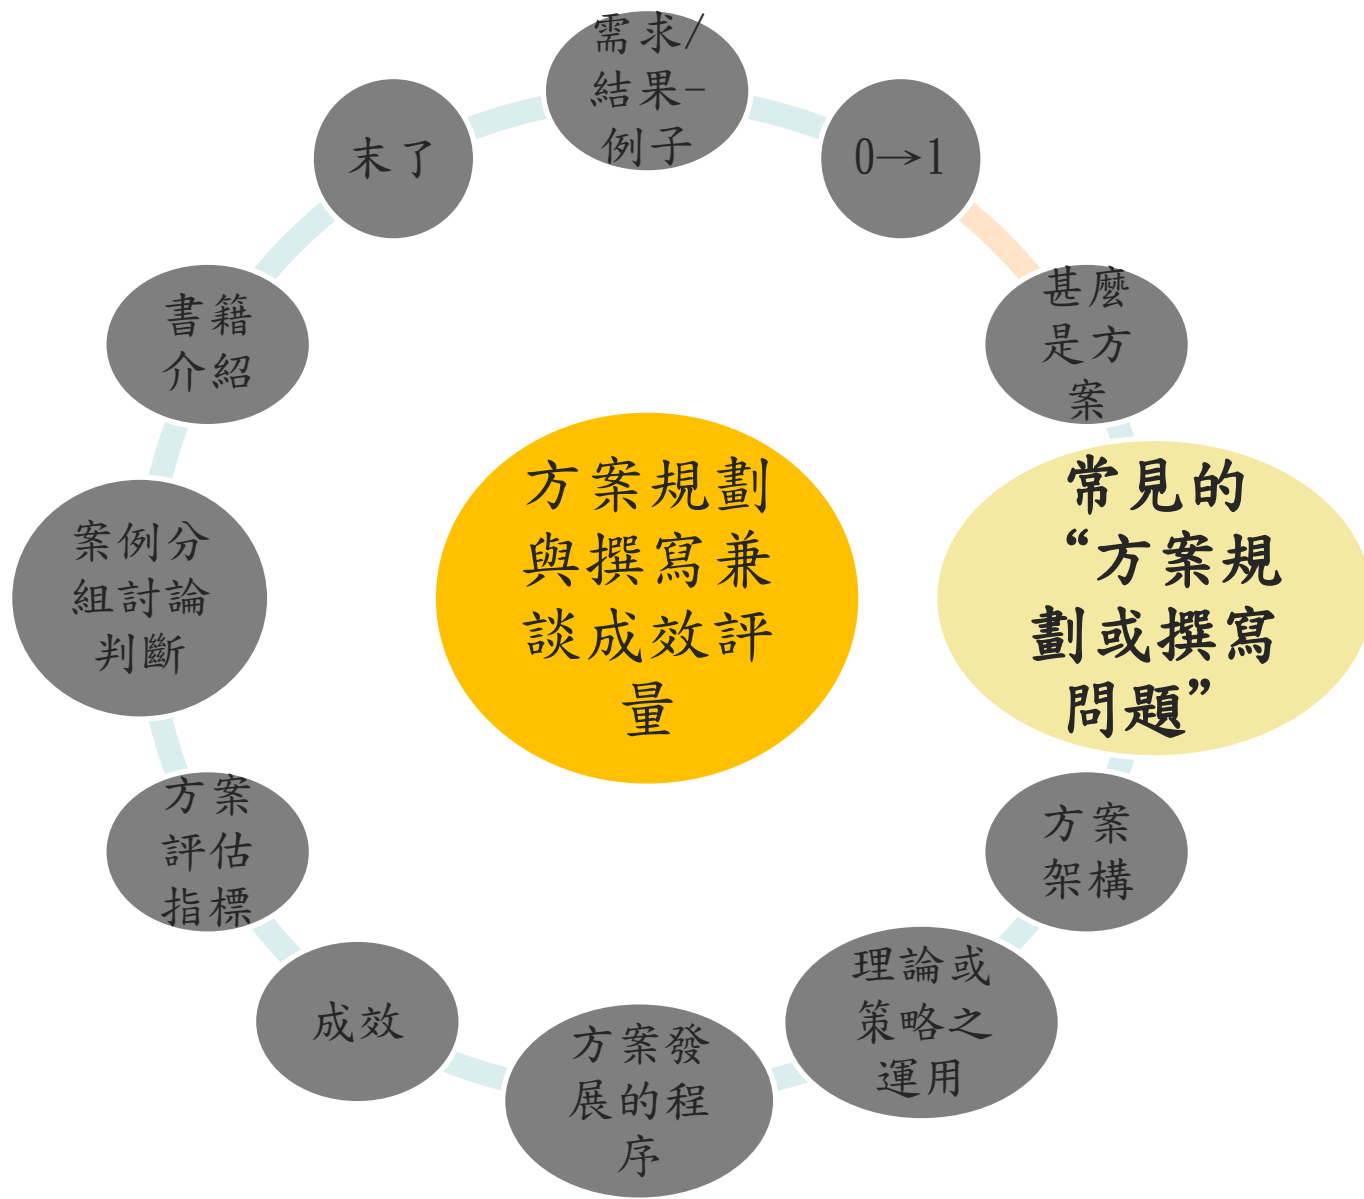 需求/
結果-
例子
0→1
甚麼
是方
案
常見的
“方案規
劃或撰寫
問題”
方案
架構
理論或
策略之
運用
方案發
展的程
序
成效
方案
評估
指標
案例分
組討論
判斷
書籍
介紹
末了
方案規劃
與撰寫兼
談成效評
量